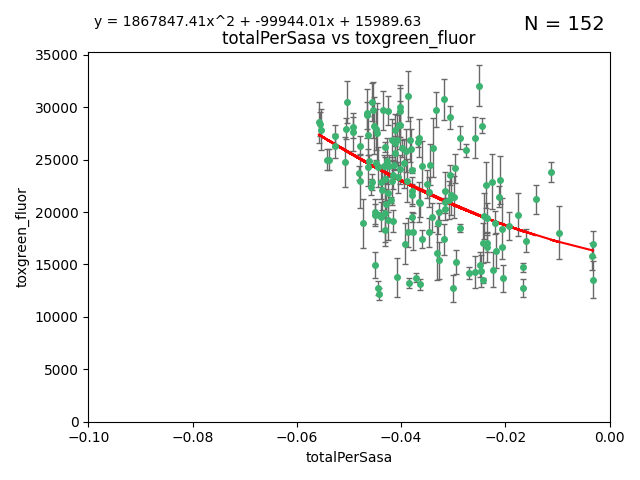 y = 1867847.41x^2 + -99944.01x + 15989.63
N = 152
totalPerSasa vs toxgreen_fluor
35000
30000
25000
20000
15000
10000
5000
0
toxgreen_fluor
−0.10
−0.08
−0.06
−0.04
−0.02
0.00
totalPerSasa